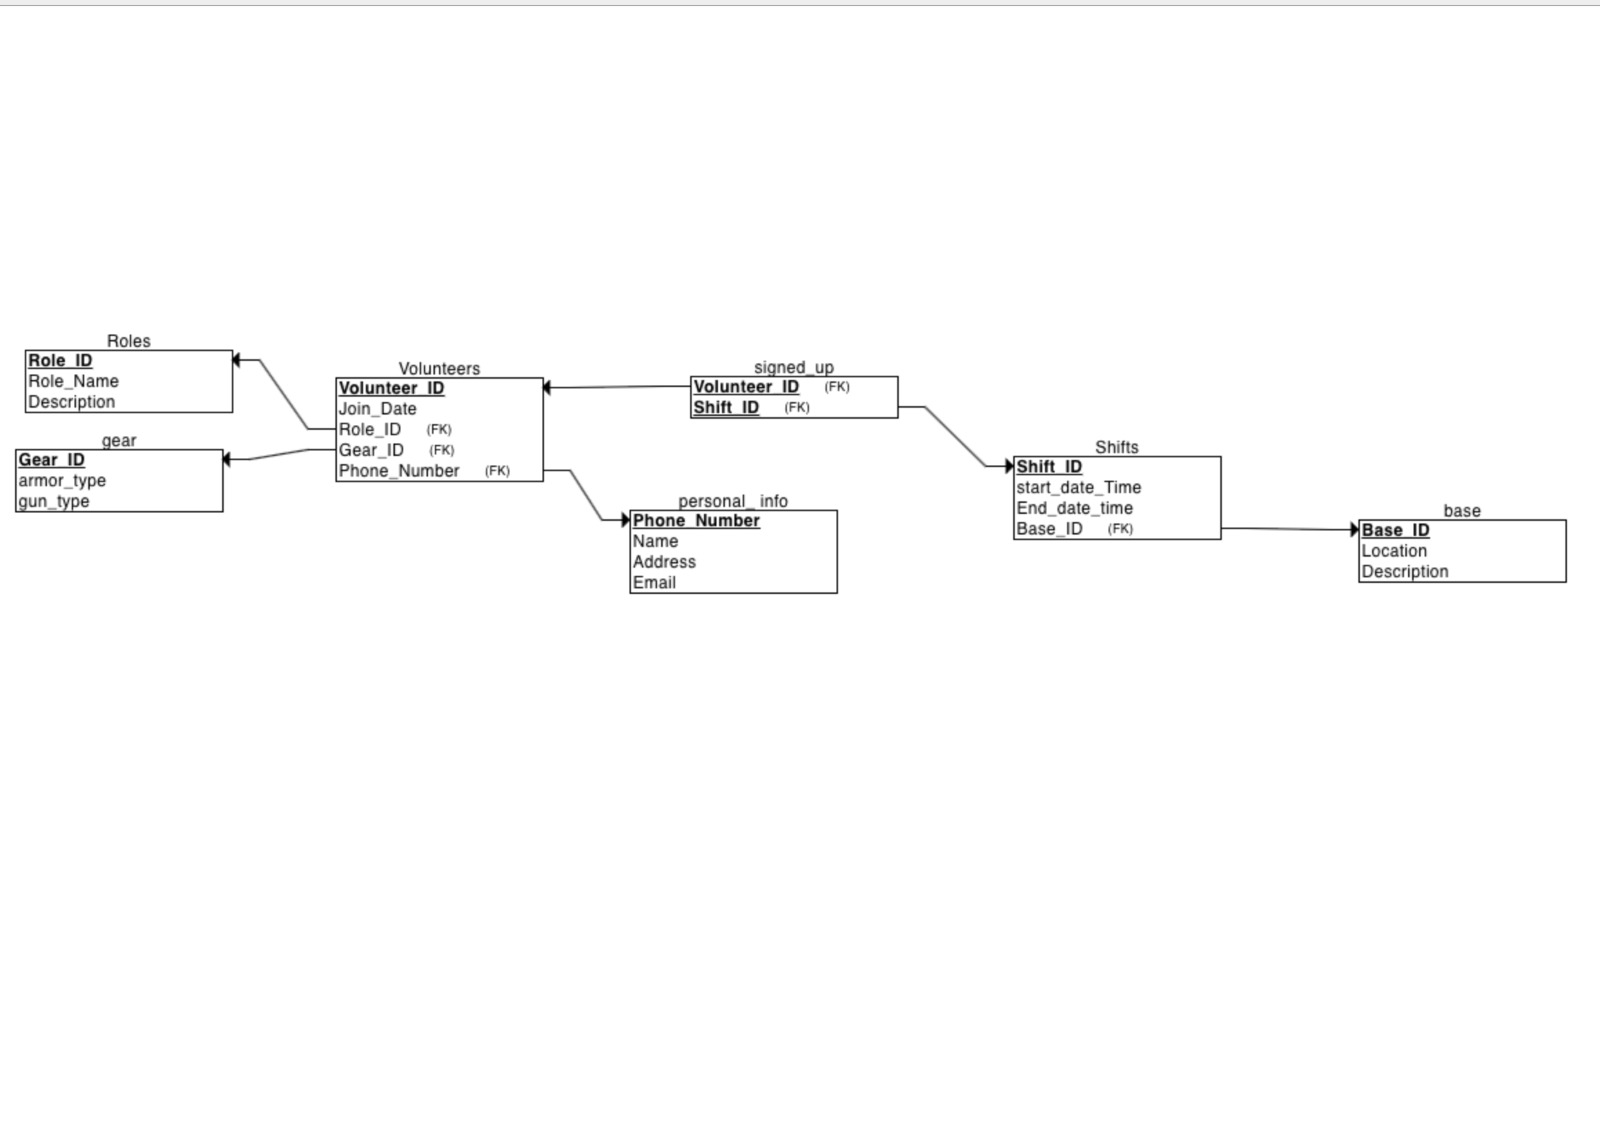 Roles
Role_ID
Role_Name
Description
gear
Gear_ID
armor_type
gun_type
Volunteers
Volunteer_ID
Join_Date
Role_ID (FK)
Gear_ID (FK)
Phone_Number (FK)
signed_up
Volunteer_ID (FK)
Shift_ID (FK)
personal_ info
Phone_Number
Name
Address
Email
Shifts
Shift_ID
start_date_Time
End_date_time
Base_ID (FK)
base
Base_ID
Location
Description